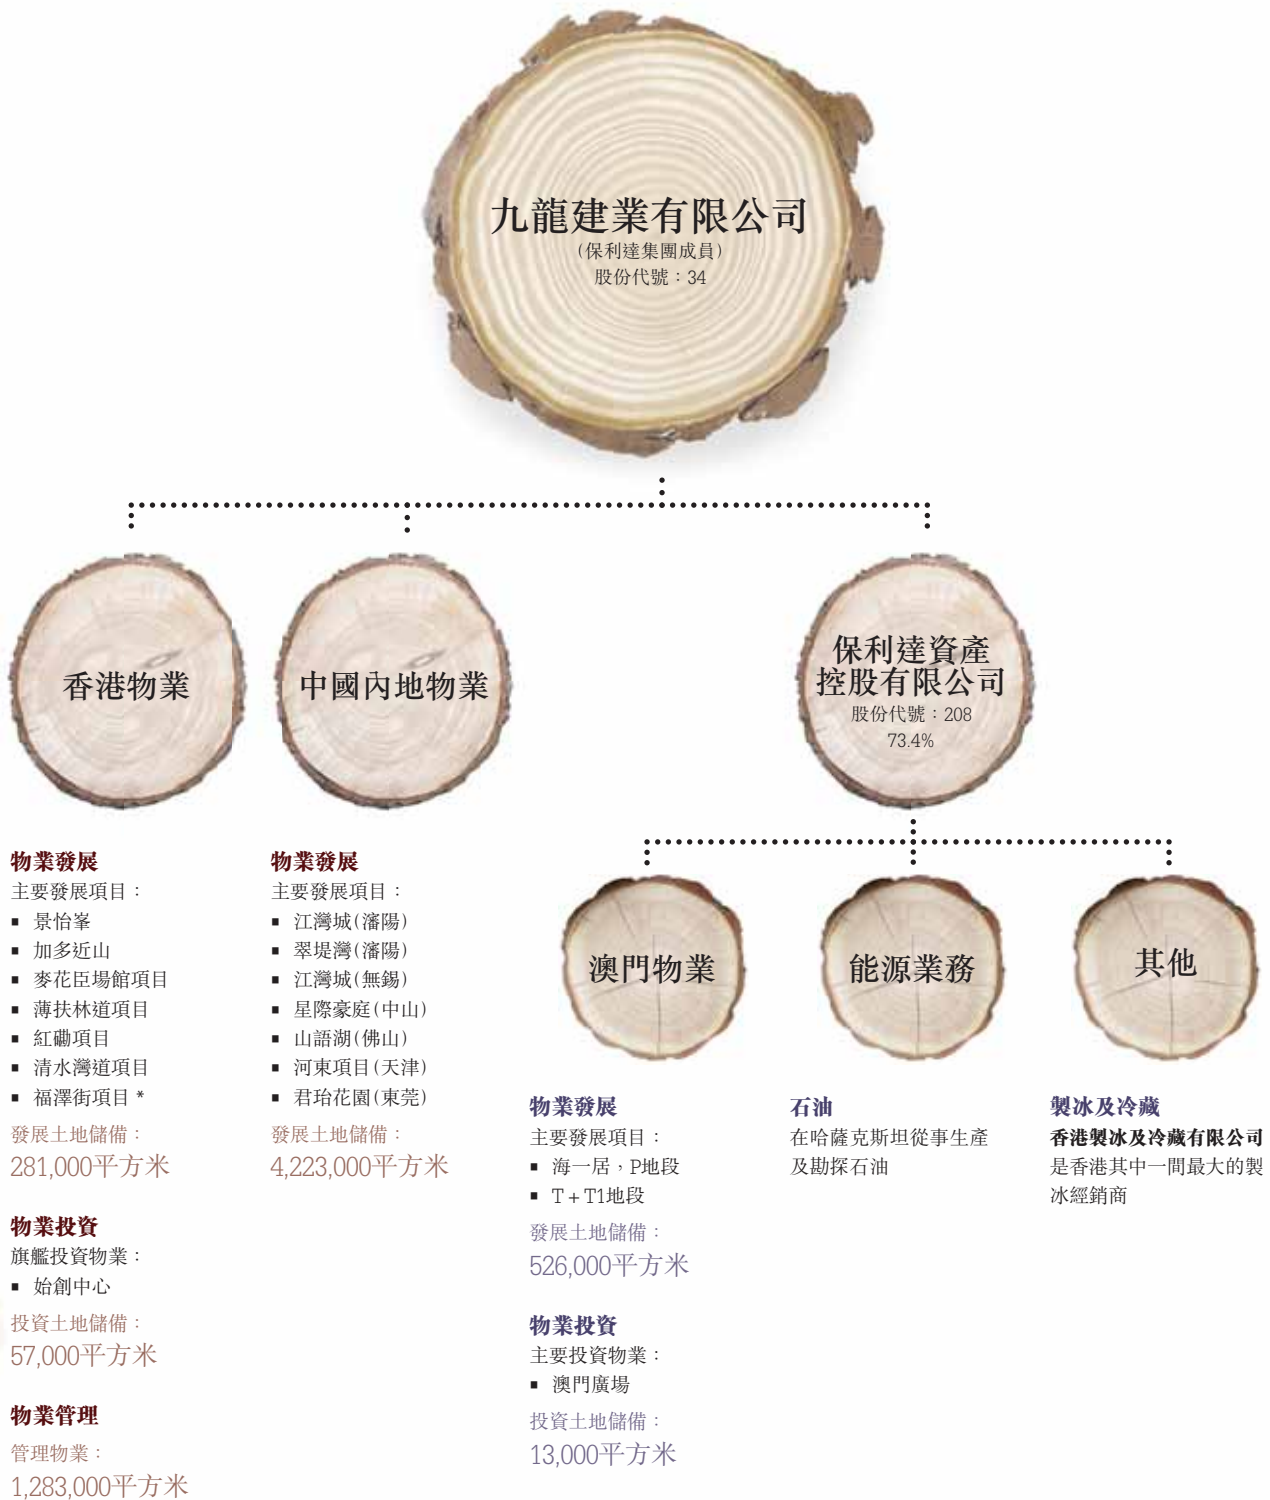 九龍建業有限公司
(保利達集團成員)
股份代號：34
香港物業
中國內地物業
保利達資產
控股有限公司
股份代號：208
73.4%
物業發展
主要發展項目：
▪ 景怡峯
▪ 加多近山
▪ 麥花臣場館項目
▪ 薄扶林道項目
▪ 紅磡項目
▪ 清水灣道項目
▪ 福澤街項目 *
發展土地儲備：
281,000平方米
物業投資
旗艦投資物業：
▪ 始創中心
投資土地儲備：
57,000平方米
物業管理
管理物業：
1,283,000平方米
物業發展
主要發展項目：
▪ 江灣城(瀋陽)
▪ 翠堤灣(瀋陽)
▪ 江灣城(無錫)
▪ 星際豪庭(中山)
▪ 山語湖(佛山)
▪ 河東項目(天津)
▪ 君珆花園(東莞)
發展土地儲備：
4,223,000平方米
澳門物業
能源業務
其他
物業發展
主要發展項目：
▪ 海一居，P地段
▪ T + T1地段
發展土地儲備：
526,000平方米
物業投資
主要投資物業：
▪ 澳門廣場
投資土地儲備：
13,000平方米
石油
在哈薩克斯坦從事生產
及勘探石油
製冰及冷藏
香港製冰及冷藏有限公司
是香港其中一間最大的製
冰經銷商